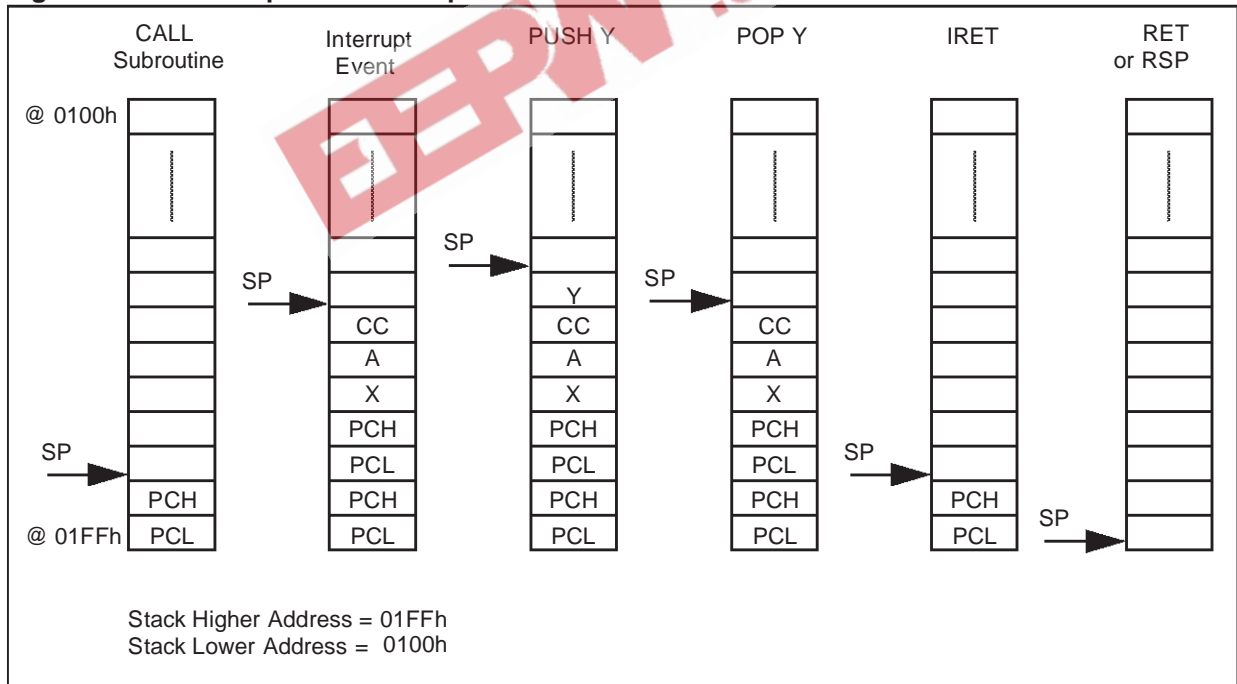 CALL
Subroutine
Interrupt
Event
PUSH Y
POP Y
IRET
RET
or RSP
@ 0100h
SP
SP
SP
Y
CC
CC
CC
A
A
A
X
X
X
PCH
PCH
PCH
SP
SP
PCL
PCL
PCL
PCH
PCH
PCH
PCH
PCH
SP
@ 01FFh
PCL
PCL
PCL
PCL
PCL
Stack Higher Address = 01FFh
Stack Lower Address = 0100h